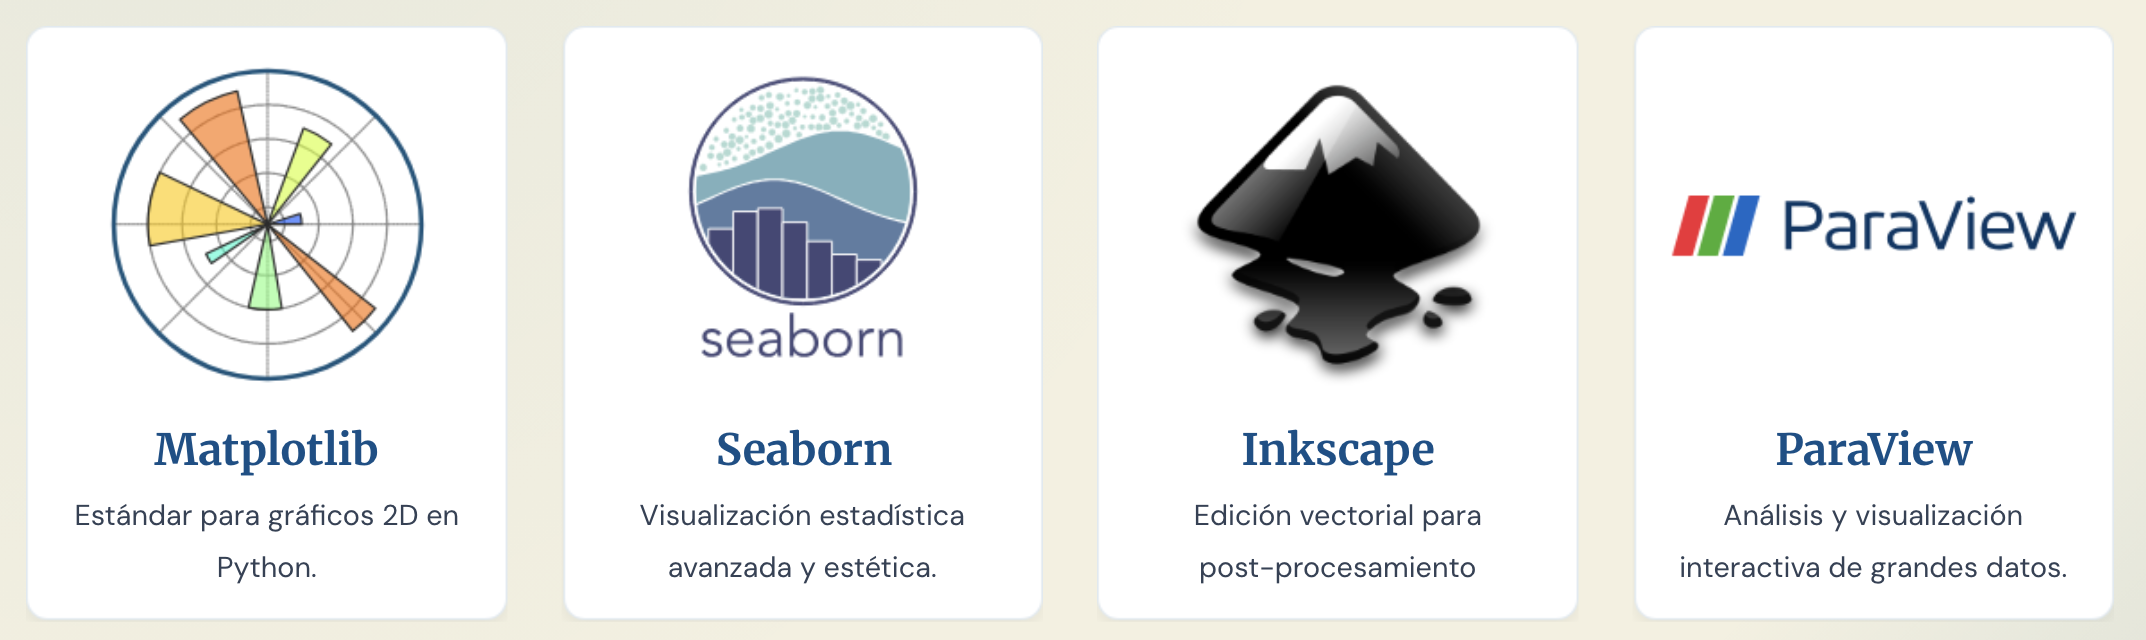 seaborn
ParaView
Matplotlib
Estándar para gráficos 2D en
Python.
Seaborn
Visualización estadística
avanzada y estética.
Inkscape
Edición vectorial para
post-procesamiento
ParaView
Análisis y visualización
interactiva de grandes datos.